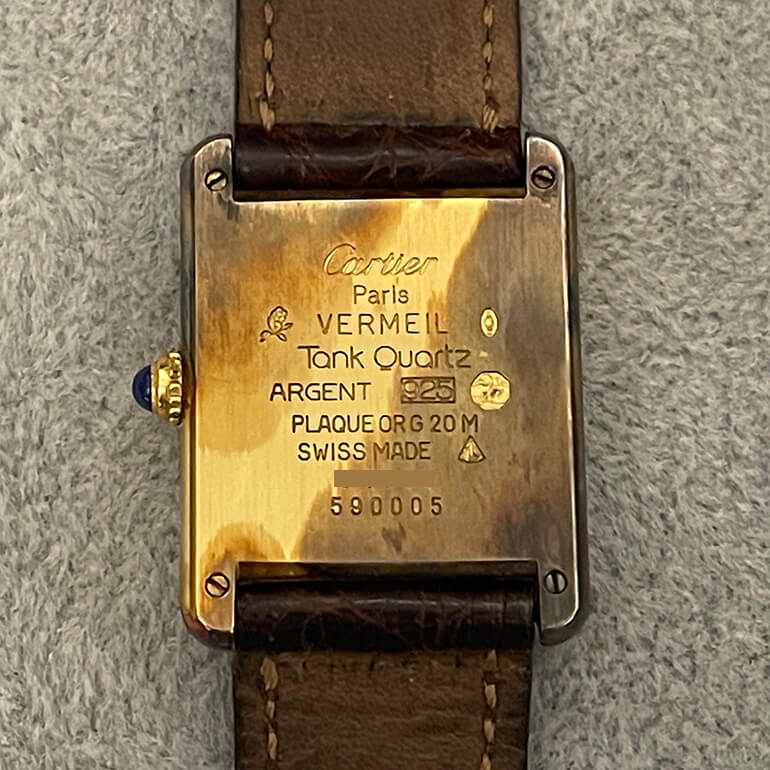 Cartier
Paris
VERMEIL
Tank Quartz
ARGENT 925
PLAQUE OR G 20 M
SWISS MADE
590005